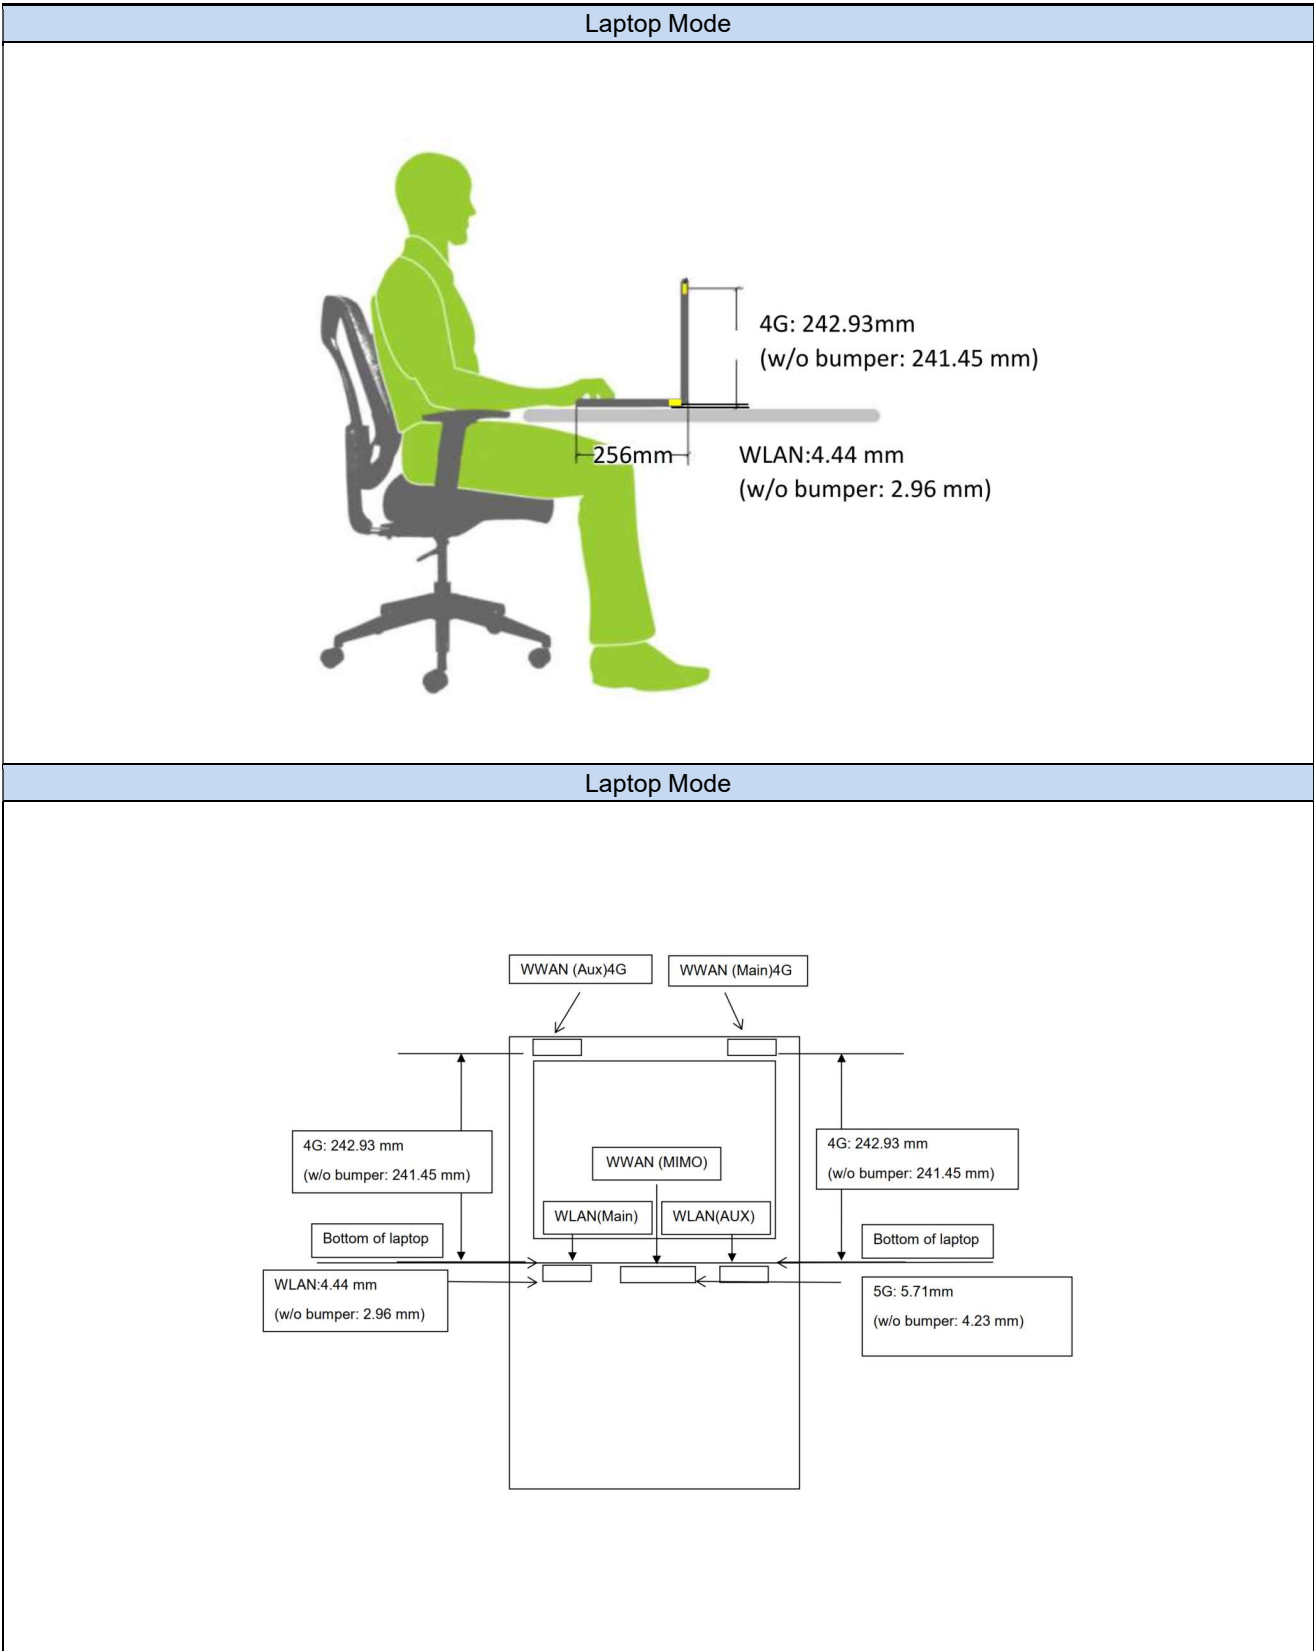 Laptop Mode
4G: 242.93mm
(w/o bumper: 241.45 mm)
256mm
WLAN:4.44 mm
(w/o bumper: 2.96 mm)
Laptop Mode
WWAN (Aux)4G
WWAN (Main)4G
4G: 242.93 mm
(w/o bumper: 241.45 mm)
WWAN (MIMO)
4G: 242.93 mm
(w/o bumper: 241.45 mm)
WLAN(Main)
WLAN(AUX)
Bottom of laptop
Bottom of laptop
WLAN:4.44 mm
(w/o bumper: 2.96 mm)
5G: 5.71mm
(w/o bumper: 4.23 mm)